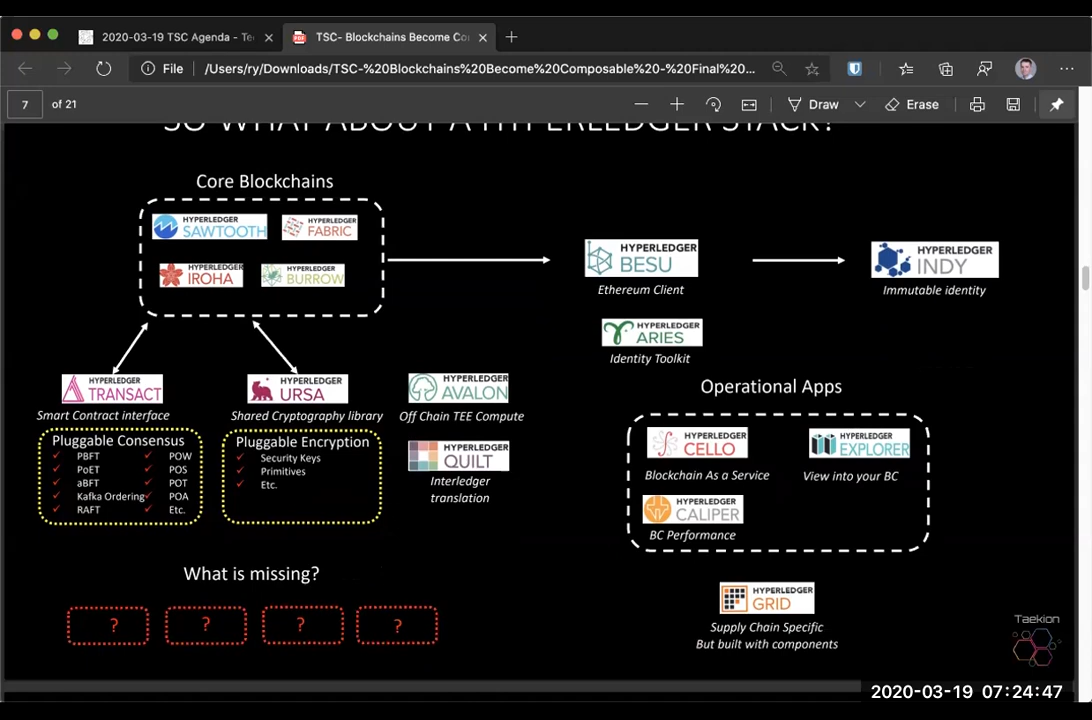 2020-03-19 TSC Agenda - Te
TSC- Blockchains Become Co
File
/Users/ry/Downloads/TSC-%20Blockchains%20Become%20Composable%20-%20Final%20...
7 of 21
Draw
Erase
SO WHAT ABOUT A HYPERLEDGER STACK?
Core Blockchains
HYPERLEDGER
SAWTOOTH
HYPERLEDGER
FABRIC
HYPERLEDGER
IROHA
HYPERLEDGER
BURROW
HYPERLEDGER
BESU
Ethereum Client
HYPERLEDGER
INDY
Immutable identity
HYPERLEDGER
ARIES
Identity Toolkit
HYPERLEDGER
TRANSACT
Smart Contract interface
HYPERLEDGER
URSA
Shared Cryptography library
HYPERLEDGER
AVALON
Off Chain TEE Compute
Pluggable Consensus
PBFT
PoET
aBFT
Kafka Ordering
RAFT
POW
POS
POT
POA
Etc.
Pluggable Encryption
Security Keys
Primitives
Etc.
HYPERLEDGER
QUILT
Interledger
translation
Operational Apps
HYPERLEDGER
CELLO
Blockchain As a Service
HYPERLEDGER
EXPLORER
View into your BC
HYPERLEDGER
CALIPER
BC Performance
What is missing?
? ? ? ?
HYPERLEDGER
GRID
Supply Chain Specific
But built with components
Taekion
2020-03-19 07:24:47